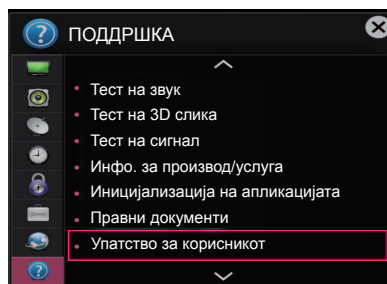 ПОДДРШКА
Тест на звук
Тест на 3D слика
Тест на сигнал
Инфо. за производ/услуга
Иницијализација на апликацијата
Правни документи
Упатство за корисникот